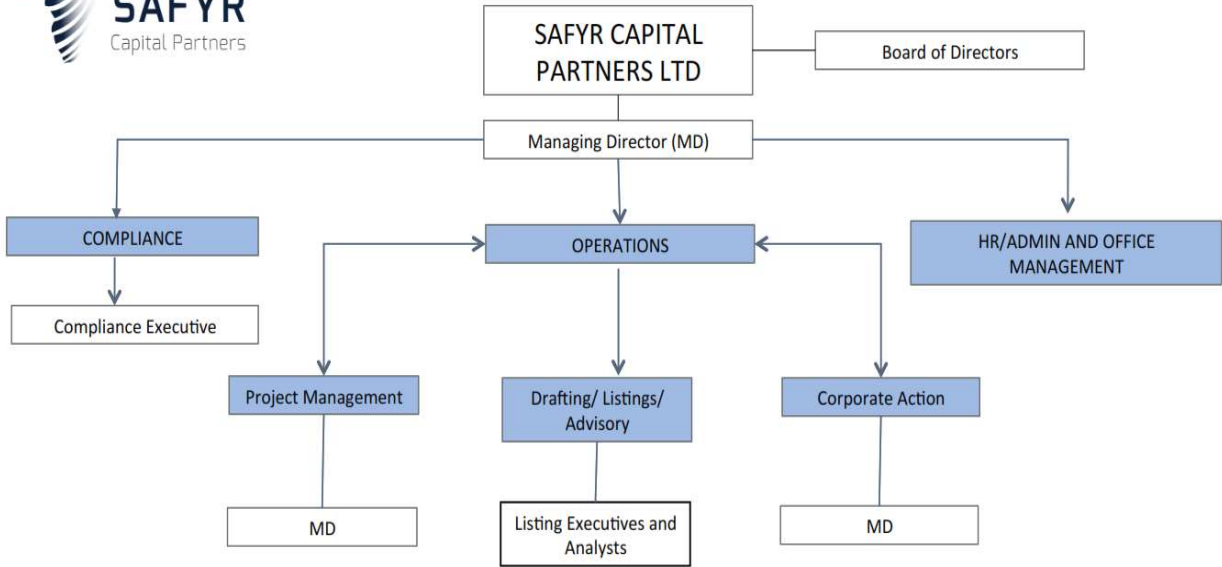 SAFYR
Capital Partners
SAFYR CAPITAL
PARTNERS LTD
Board of Directors
Managing Director (MD)
COMPLIANCE
OPERATIONS
HR/ADMIN AND OFFICE
MANAGEMENT
Compliance Executive
Project Management
Drafting/ Listings/
Advisory
Corporate Action
MD
Listing Executives and
Analysts
MD